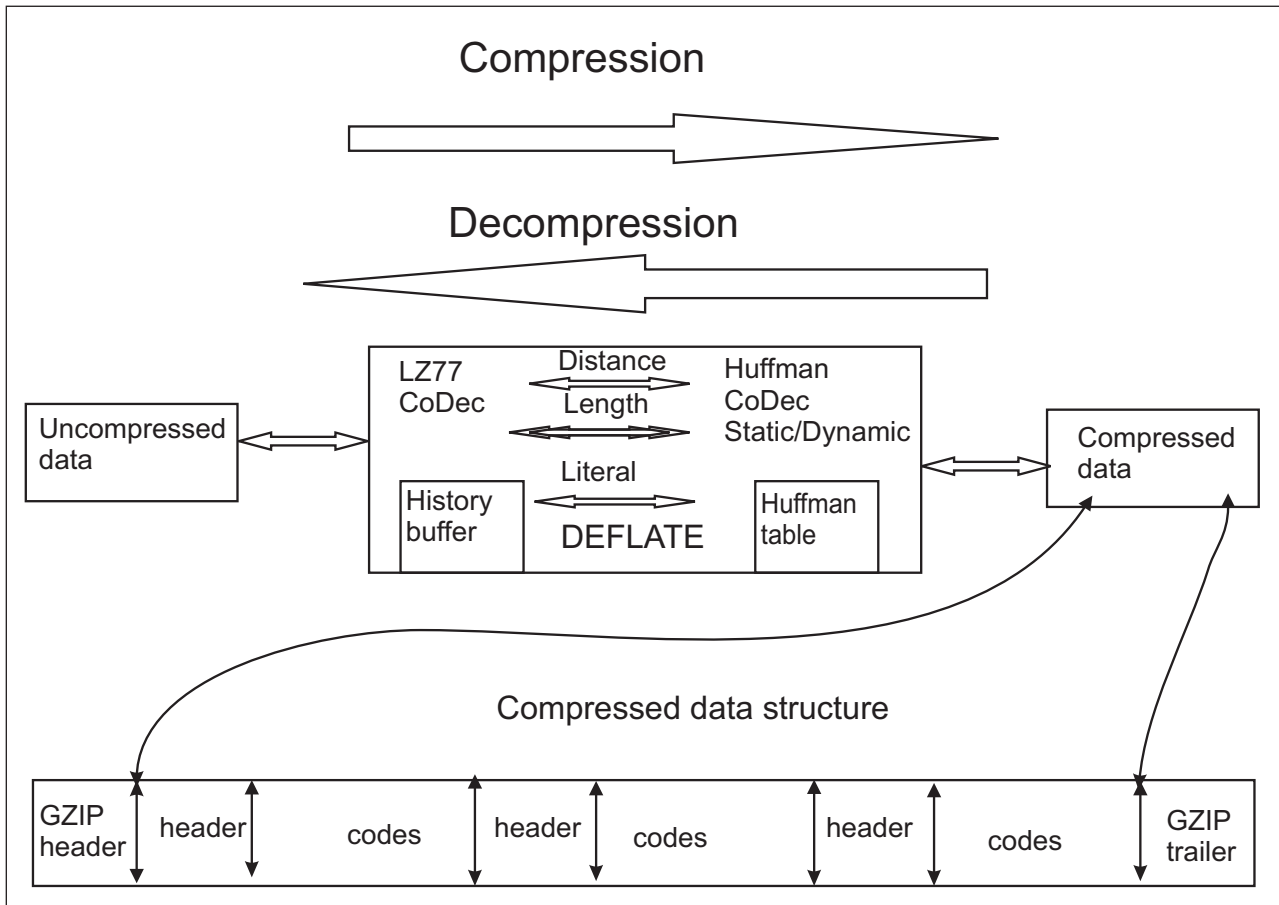 Compression
Decompression
Uncompressed
data
LZ77
CoDec
Distance
Length
Literal
Huffman
CoDec
Static/Dynamic
History
buffer
DEFLATE
Huffman
table
Compressed
data
Compressed data structure
GZIP
header
header
codes
header
codes
header
codes
GZIP
trailer